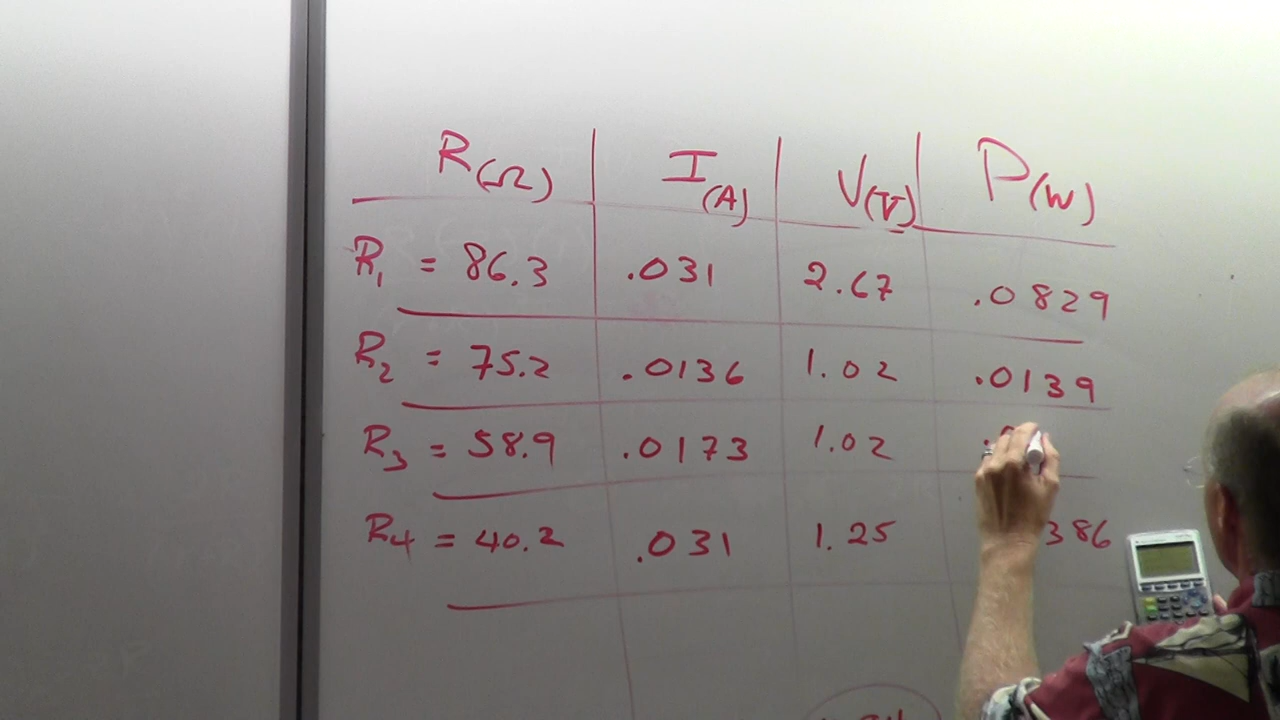 R(Ω) I(A) V(V) P(W)
R1 = 86.3 .031 2.67 .0829
R2 = 75.2 .0136 1.02 .0139
R3 = 58.9 .0173 1.02
R4 = 40.2 .031 1.25 386